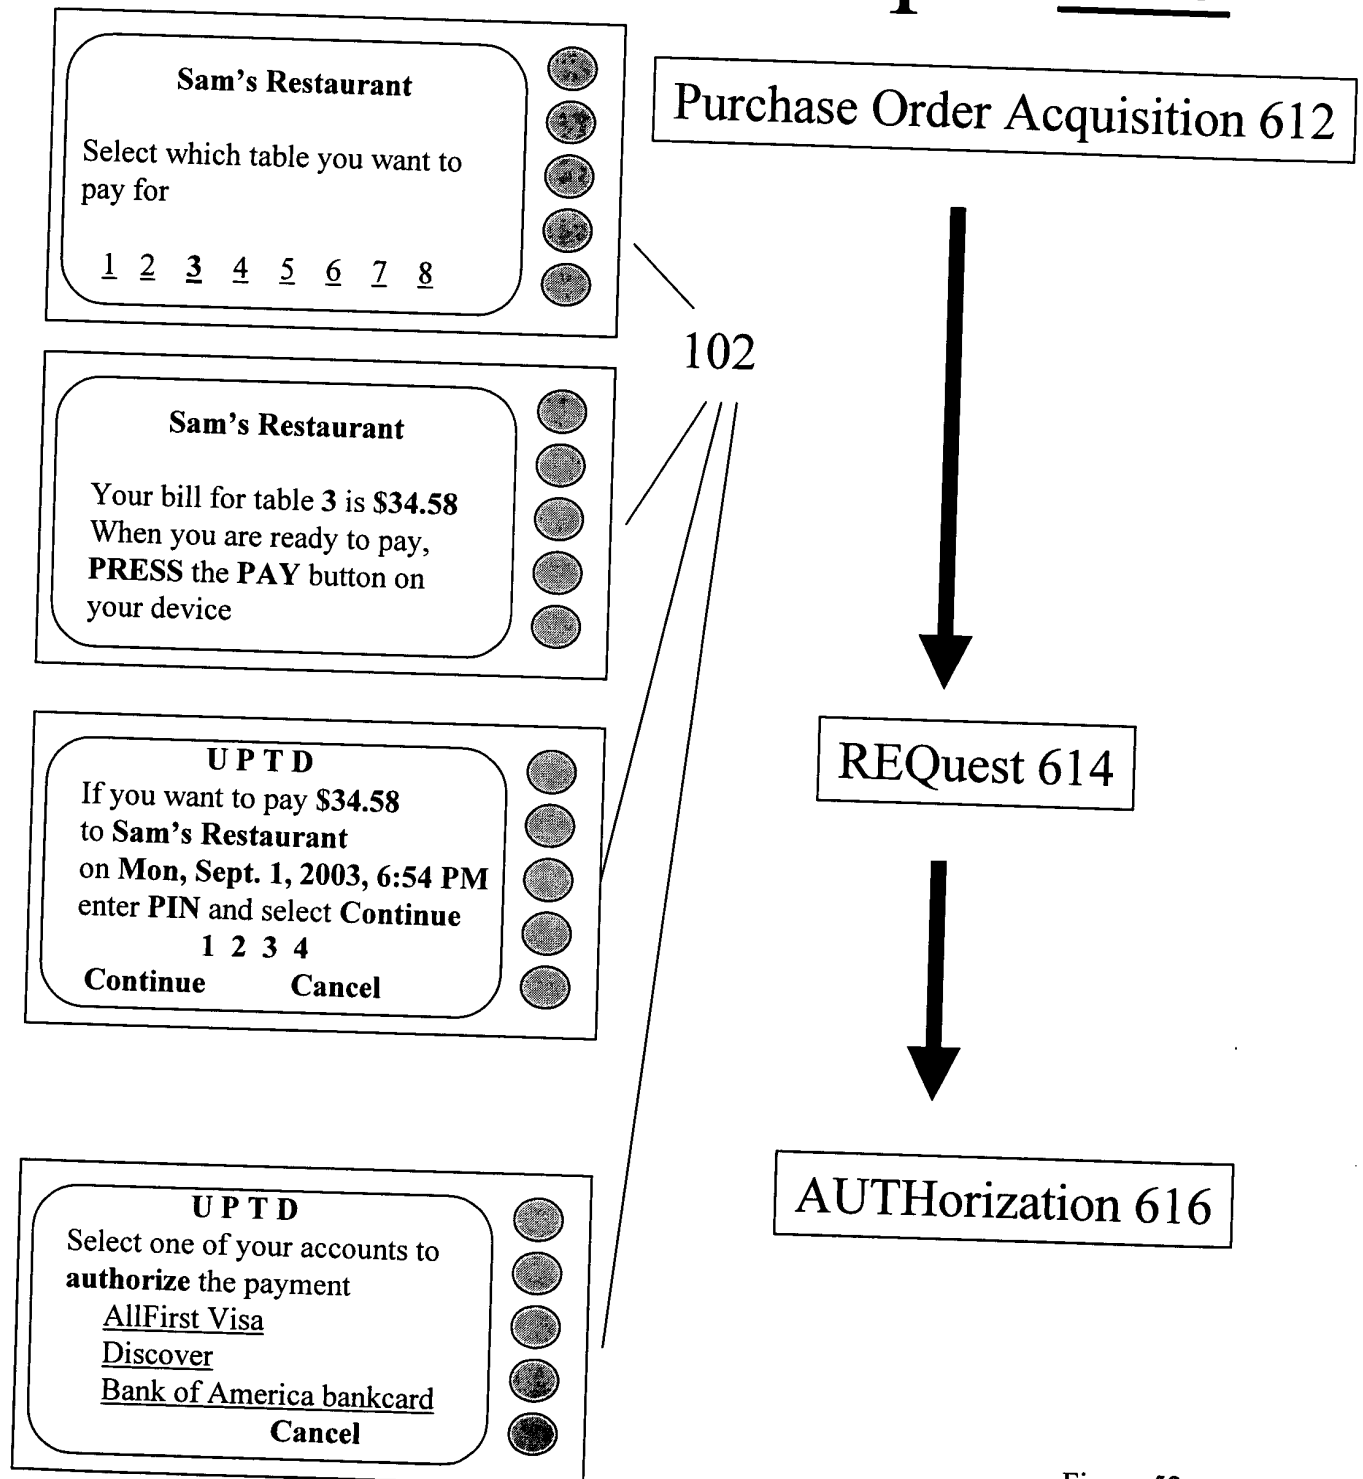 Sam's Restaurant
Select which table you want to
pay for
1 2 3 4 5 6 7 8
Purchase Order Acquisition 612
102
Sam's Restaurant
Your bill for table 3 is $34.58
When you are ready to pay,
PRESS the PAY button on
your device
REQuest 614
U P T D
If you want to pay $34.58
to Sam's Restaurant
on Mon, Sept. 1, 2003, 6:54 PM
enter PIN and select Continue
1 2 3 4
Continue Cancel
AUTHorization 616
U P T D
Select one of your accounts to
authorize the payment
AllFirst Visa
Discover
Bank of America bankcard
Cancel